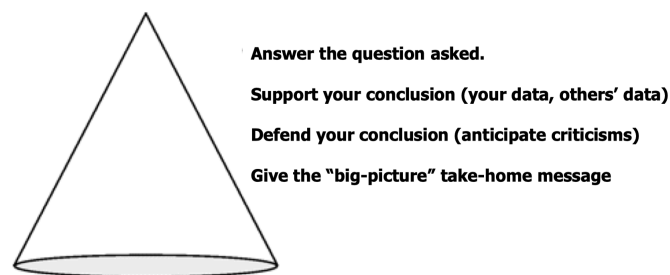 Answer the question asked.
Support your conclusion (your data, others’ data)
Defend your conclusion (anticipate criticisms)
Give the “big-picture” take-home message